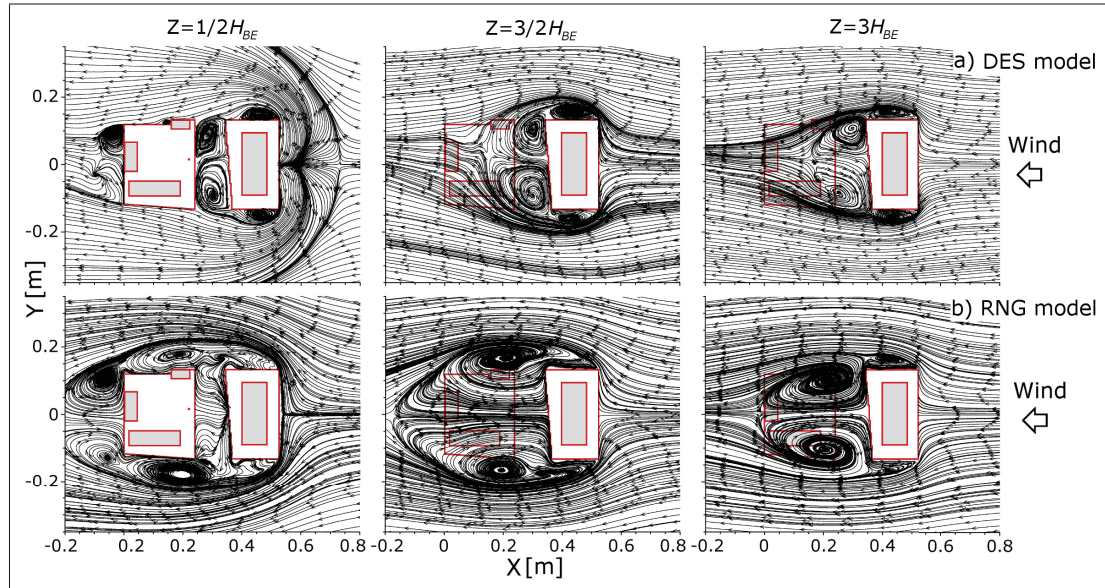 Z=1/2H_BE Z=3/2H_BE Z=3H_BE
a) DES model
0.2
0
-0.2
Wind
Y [m]
b) RNG model
0.2
0
-0.2
Wind
-0.2 0 0.2 0.4 0.6 0.8 -0.2 0 0.2 0.4 0.6 0.8 0 0.2 0.4 0.6 0.8
X [m]